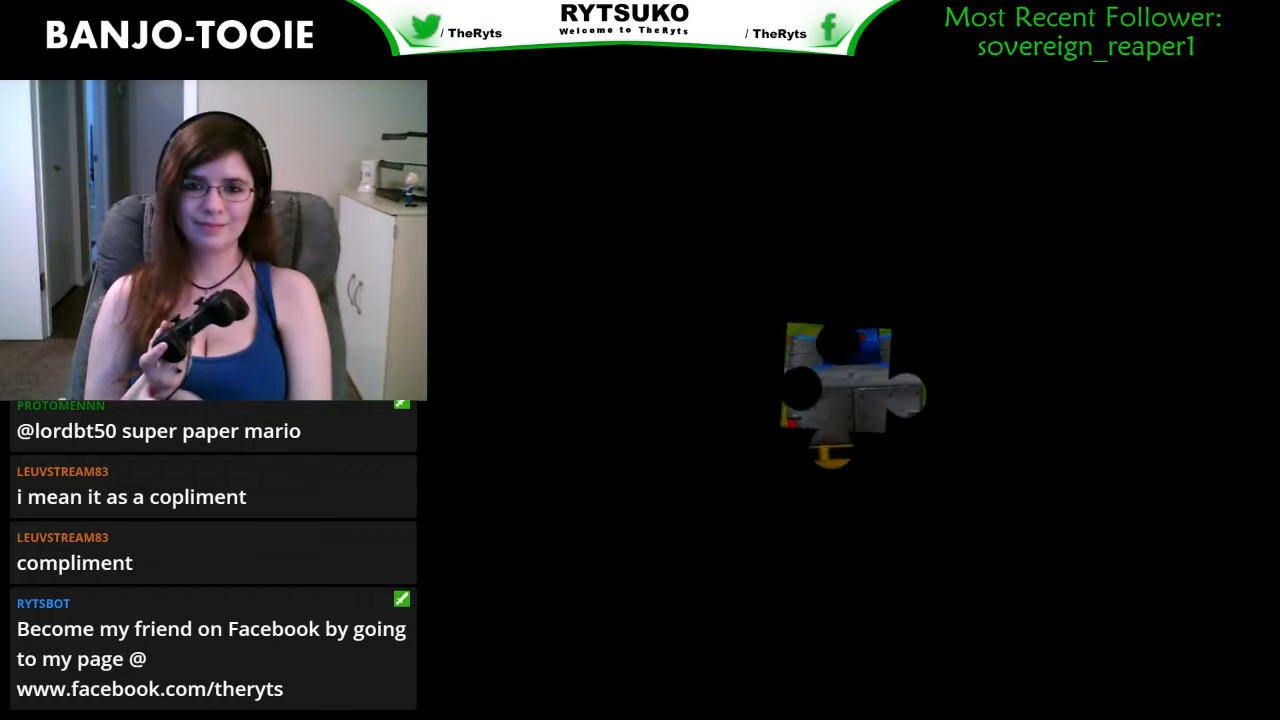 BANJO-TOOIE
/ TheRyts
RYTSUKO
Welcome to TheRyts
/ TheRyts
Most Recent Follower:
sovereign_reaper1
PROTOMENNN
@lordbt50 super paper mario
LEUVSTREAM83
i mean it as a copliment
LEUVSTREAM83
compliment
RYTSBOT
Become my friend on Facebook by going
to my page @
www.facebook.com/theryts